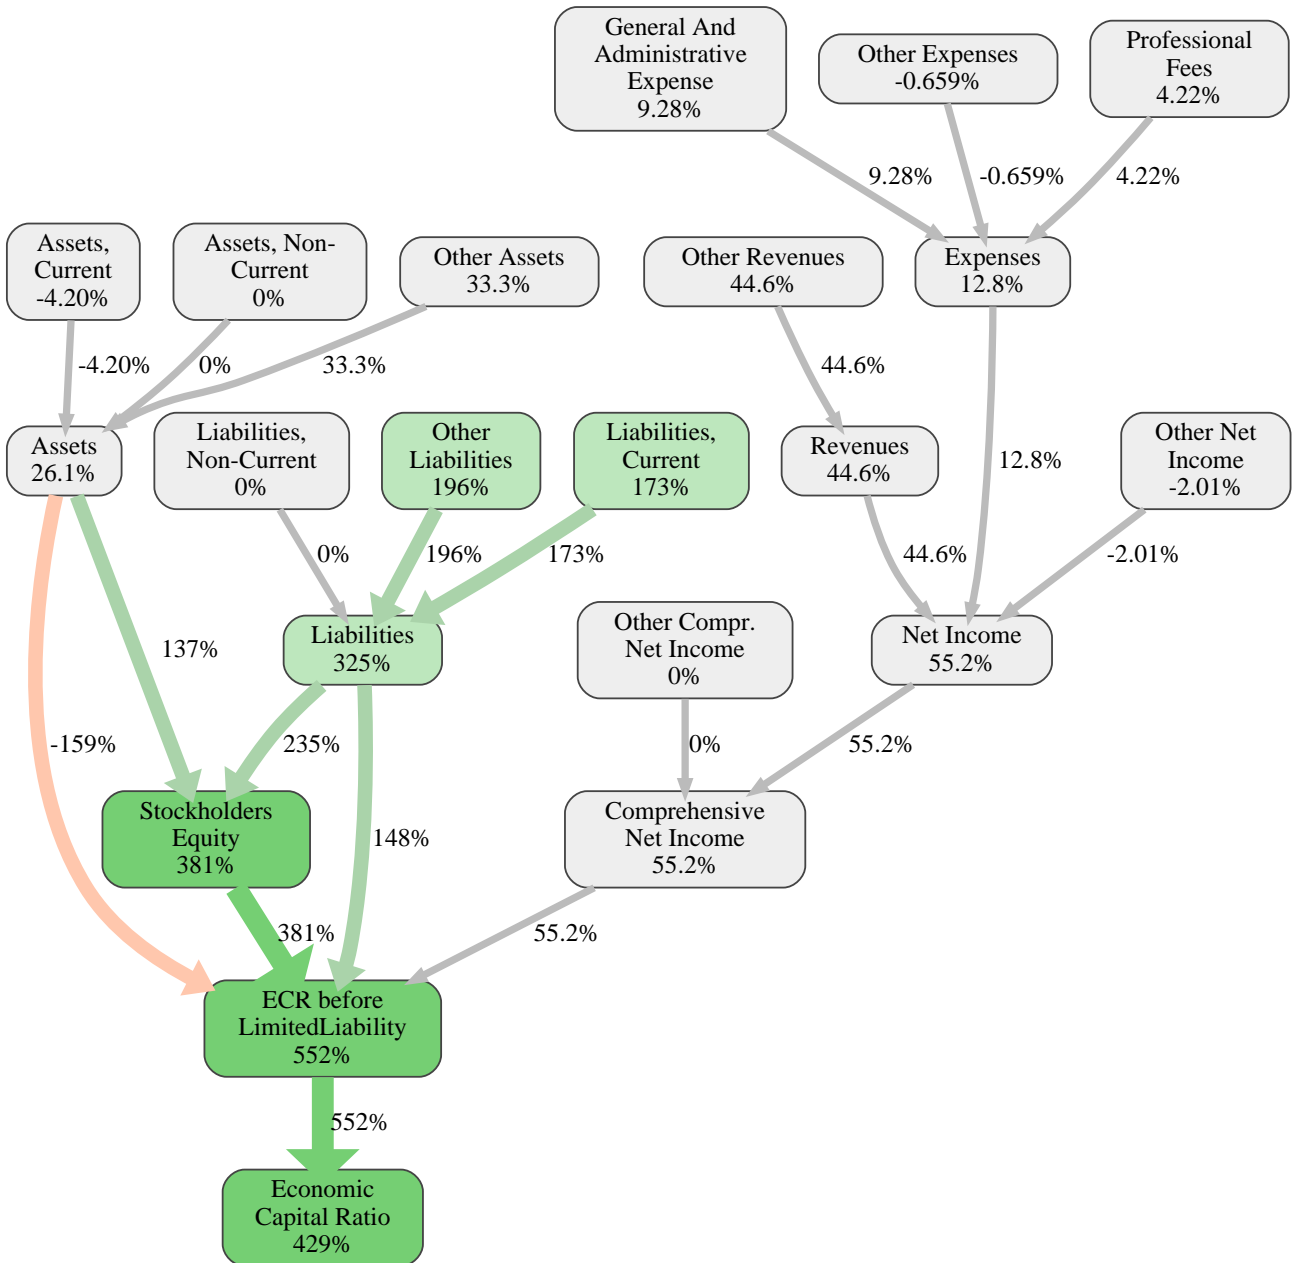 General And
Administrative
Expense
9.28%
Other Expenses
-0.659%
Professional
Fees
4.22%
9.28%
-0.659%
4.22%
Assets,
Current
-4.20%
Assets, Non-
Current
0%
Other Assets
33.3%
Other Revenues
44.6%
Expenses
12.8%
-4.20%
0%
33.3%
44.6%
Assets
26.1%
Liabilities,
Non-Current
0%
Other
Liabilities
196%
Liabilities,
Current
173%
Revenues
44.6%
12.8%
Other Net
Income
-2.01%
0%
196%
173%
44.6%
-2.01%
137%
Liabilities
325%
Other Compr.
Net Income
0%
Net Income
55.2%
-159%
235%
0%
55.2%
Stockholders
Equity
381%
148%
Comprehensive
Net Income
55.2%
381%
55.2%
ECR before
LimitedLiability
552%
552%
Economic
Capital Ratio
429%